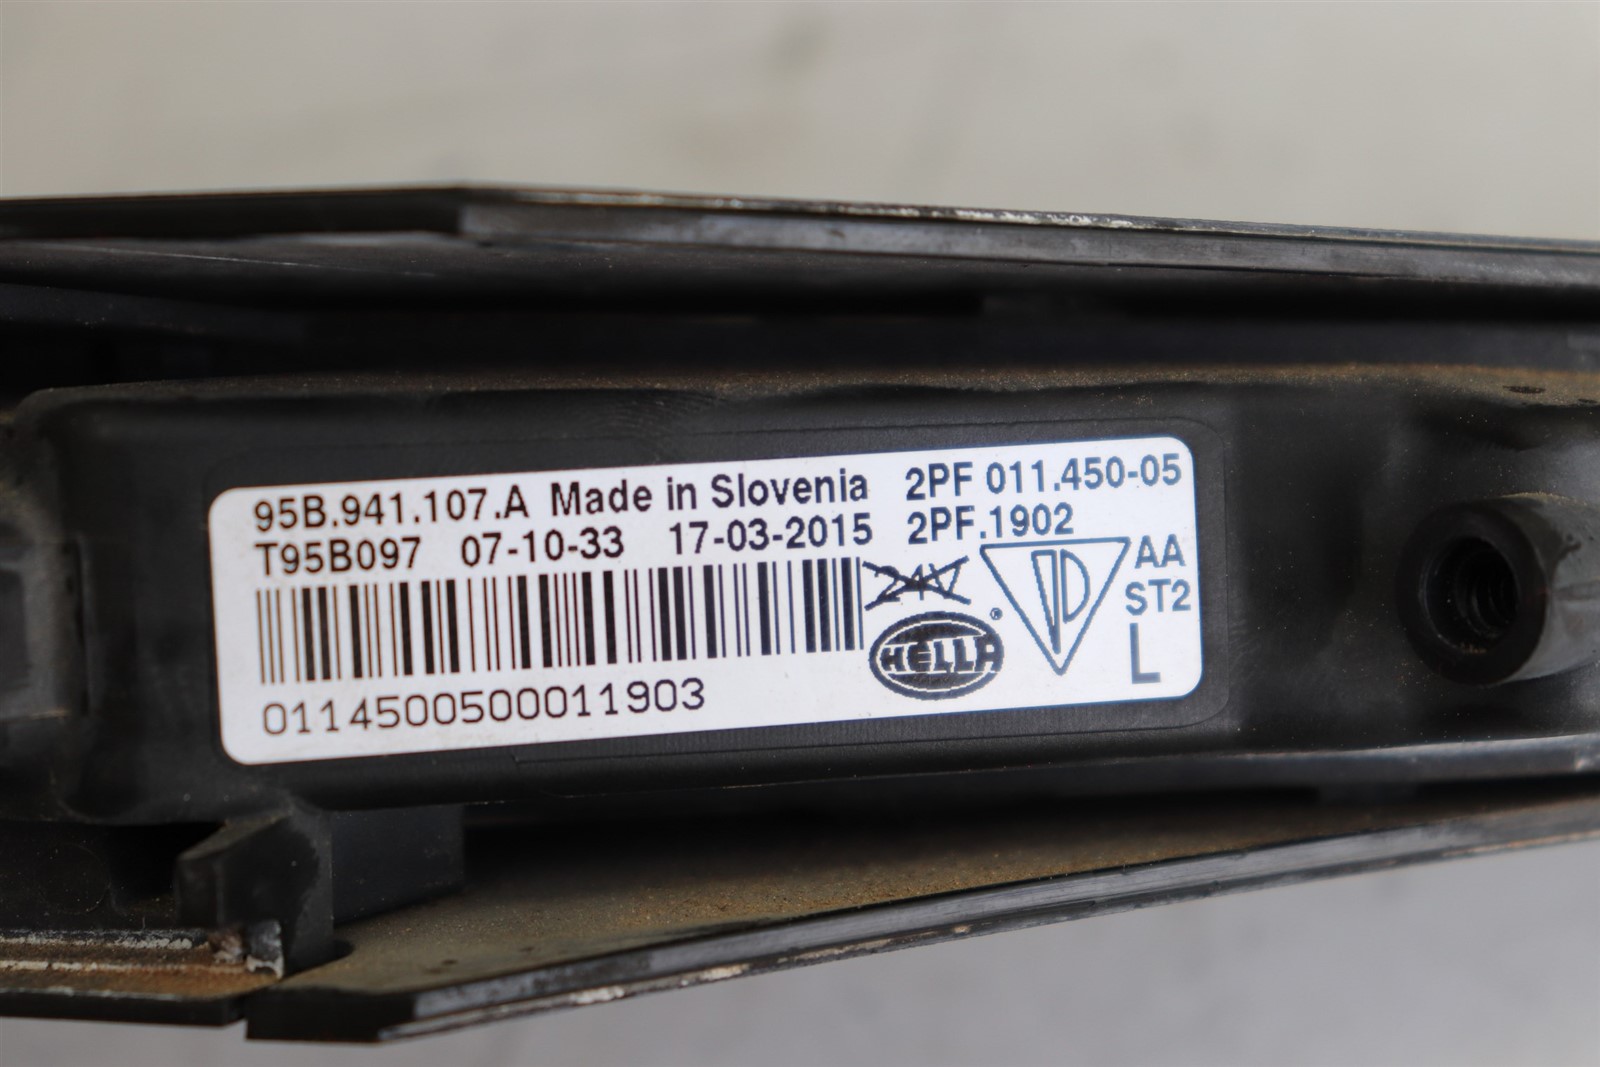 95B.941.107.A Made in Slovenia 2PF 011.450-05
T95B097 07-10-33 17-03-2015 2PF.1902
24V
AA
ST2
L
HELLA®
0114500500011903